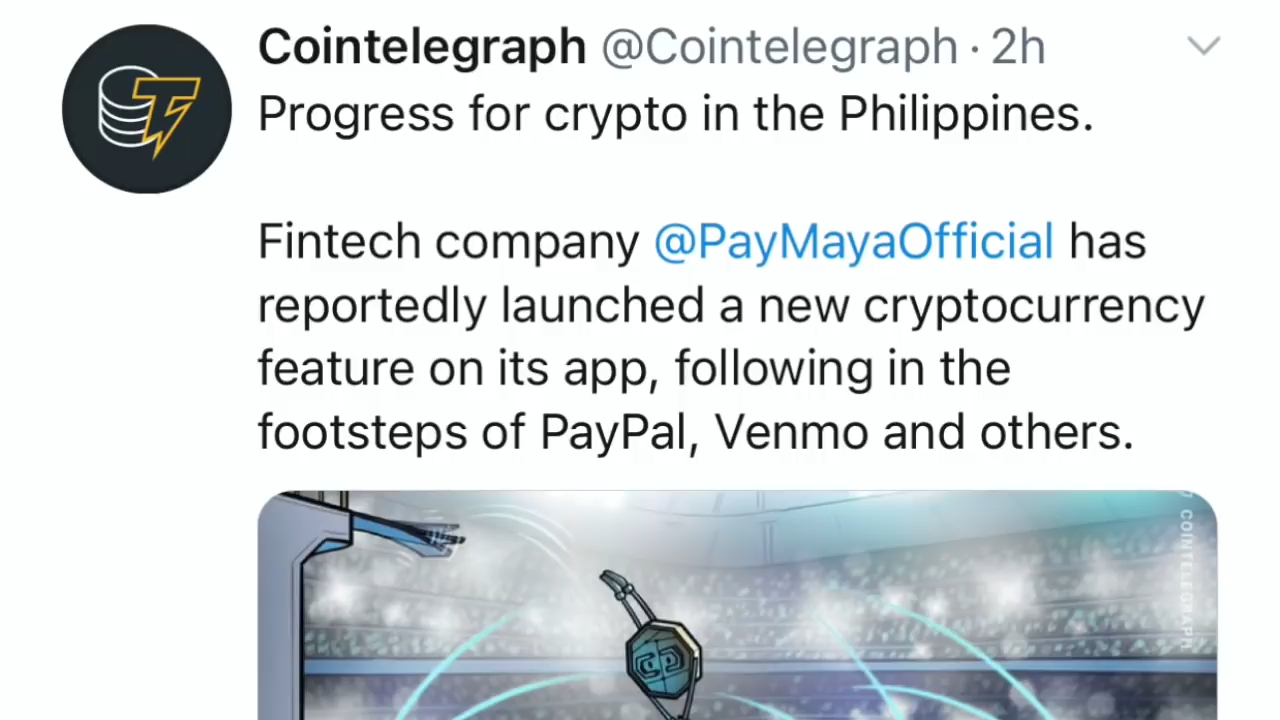 Cointelegraph @Cointelegraph · 2h
Progress for crypto in the Philippines.
Fintech company @PayMayaOfficial has
reportedly launched a new cryptocurrency
feature on its app, following in the
footsteps of PayPal, Venmo and others.
COINTELEGRAPH